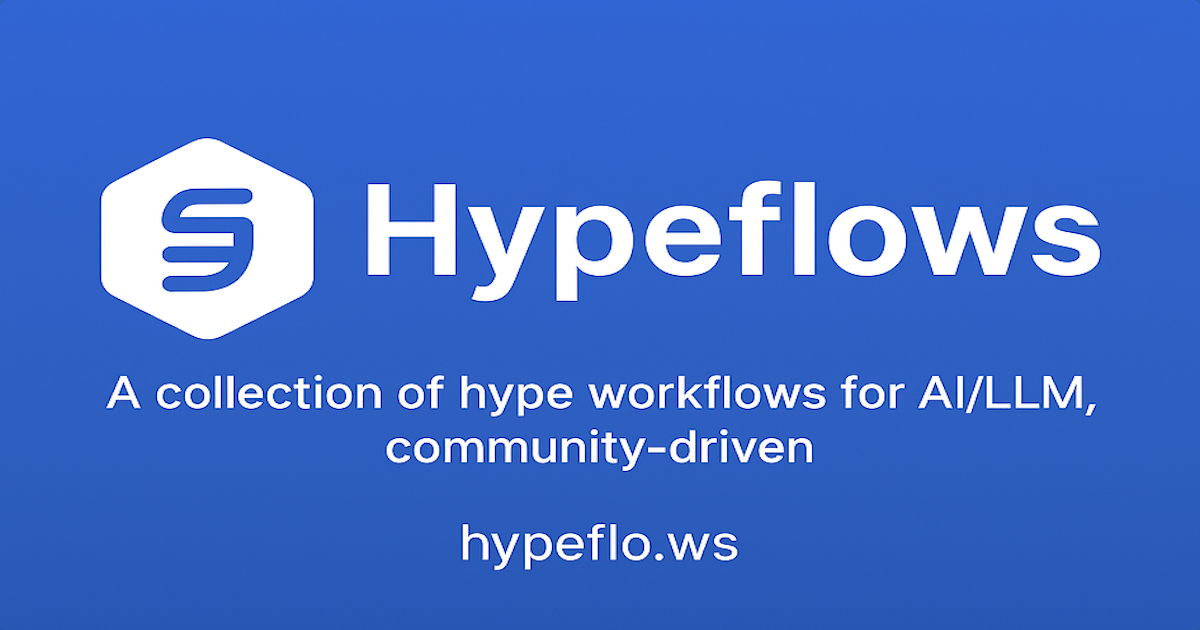 Hypeflows
A collection of hype workflows for AI/LLM,
community-driven
hypeflo.ws